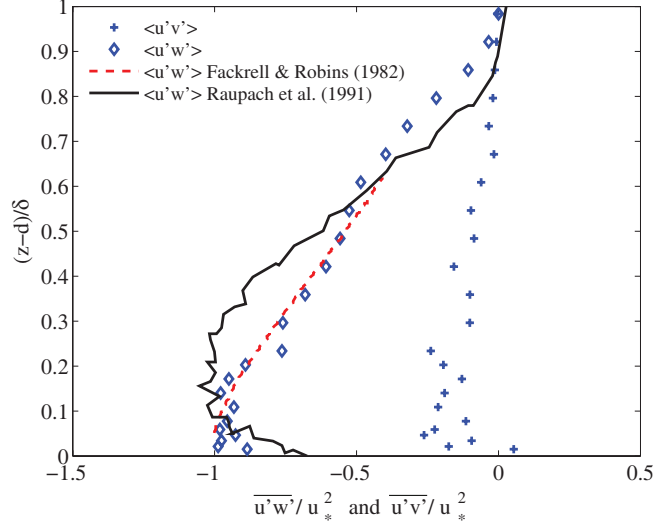 1
0.9
0.8
0.7
0.6
0.5
0.4
0.3
0.2
0.1
0
(z−d)/δ
<u'v'>
<u'w'>
<u'w'> Fackrell & Robins (1982)
<u'w'> Raupach et al. (1991)
−1.5 −1 −0.5 0 0.5
u'w'/ u*² and u'v'/ u*²